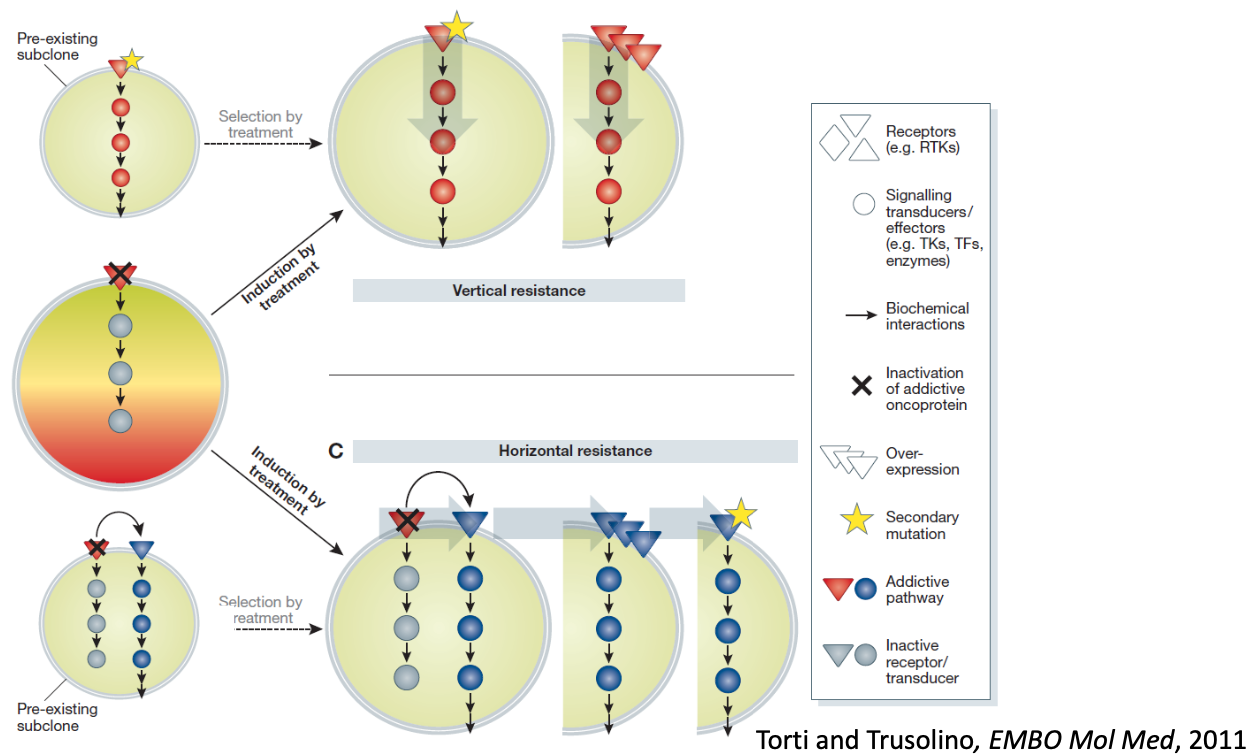 Pre-existing
subclone
Selection by
treatment
Induction by
treatment
Vertical resistance
C
Horizontal resistance
Induction by
treatment
Selection by
reatment
Pre-existing
subclone
Receptors
(e.g. RTKs)
Signalling
transducers/
effectors
(e.g. TKs, TFs,
enzymes)
Biochemical
interactions
Inactivation
of addictive
oncoprotein
Over-
expression
Secondary
mutation
Addictive
pathway
Inactive
receptor/
transducer
Torti and Trusolino, EMBO Mol Med, 2011